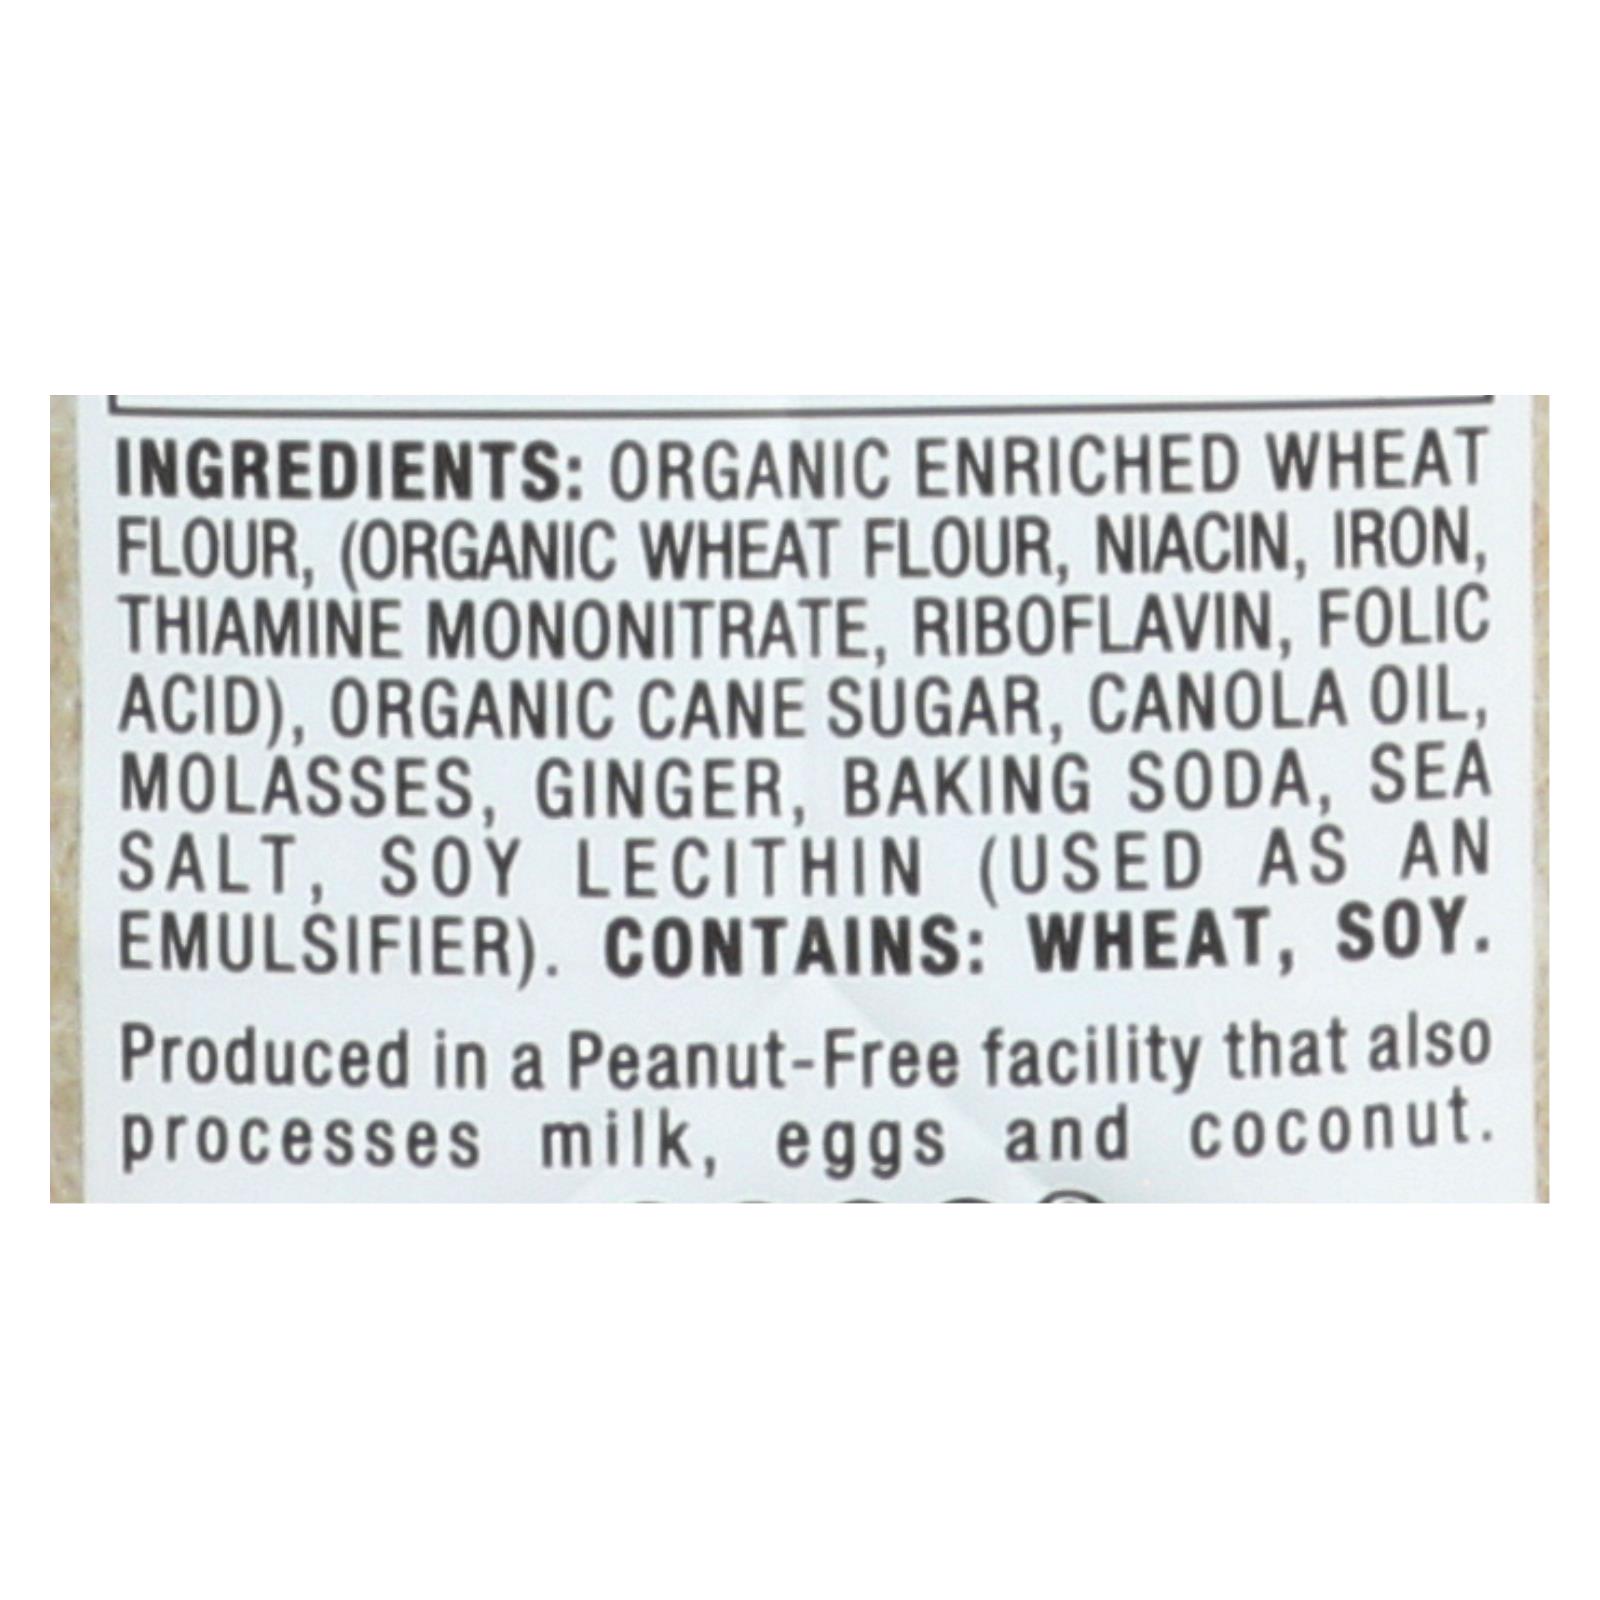 INGREDIENTS: ORGANIC ENRICHED WHEAT
FLOUR, (ORGANIC WHEAT FLOUR, NIACIN, IRON,
THIAMINE MONONITRATE, RIBOFLAVIN, FOLIC
ACID), ORGANIC CANE SUGAR, CANOLA OIL,
MOLASSES, GINGER, BAKING SODA, SEA
SALT, SOY LECITHIN (USED AS AN
EMULSIFIER). CONTAINS: WHEAT, SOY.
Produced in a Peanut-Free facility that also
processes milk, eggs and coconut.